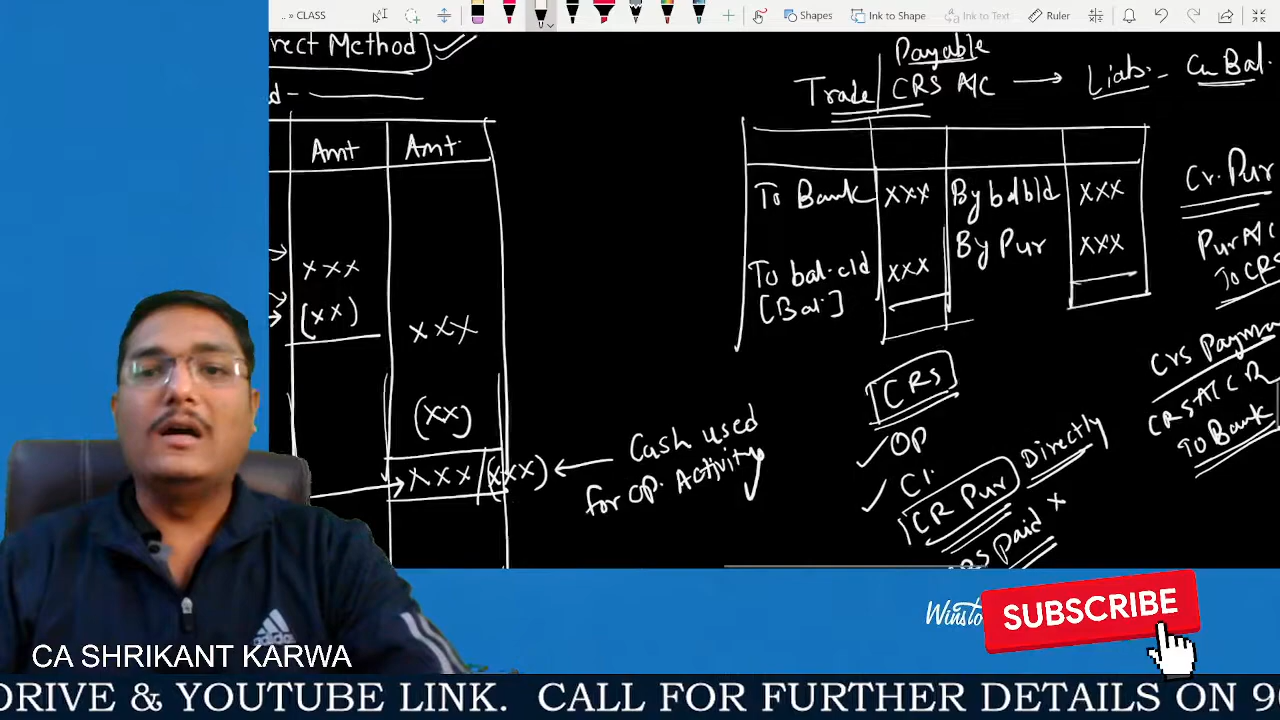 .. » CLASS
Shapes
Ink to Shape
Ink to Text
Ruler
rect Method]
d -
Amt Amt
xxx
(xx)
xxx
(xx)
xxx/(xxx)
Cash used
for OP. Activity
Payable
Trade CRS A/C → Liab. - Cr. Bal.
To Bank xxx By bal b/d xxx
By Pur xxx
To bal. c/d xxx
[Bal.]
Cr. Pur
Pur A/C
To CRS
[CRS]
OP
Cl.
CR Pur Directly
Paid x
CRS A/C
To Bank
CA SHRIKANT KARWA
SUBSCRIBE
DRIVE & YOUTUBE LINK. CALL FOR FURTHER DETAILS ON 9